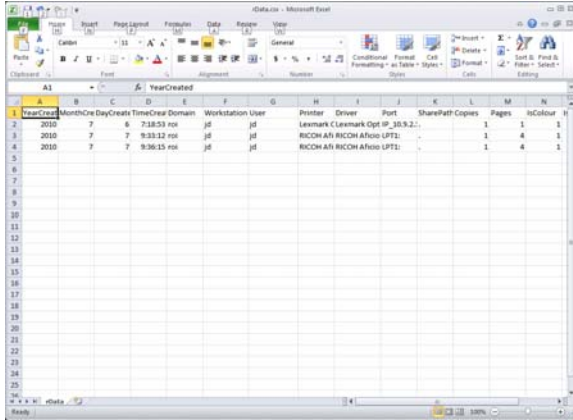 rData.csv - Microsoft Excel
File Home Insert Page Layout Formulas Data Review View
Paste Calibri 11 A A General Conditional Formatting Format as Table Cell Styles Insert Delete Format Sort & Filter Find & Select
Clipboard Font Alignment Number Styles Cells Editing
A1 fx YearCreated
A B C D E F G H I J K L M N
1 YearCreat MonthCre DayCreate TimeCrea Domain Workstation User Printer Driver Port SharePath Copies Pages IsColour
2 2010 7 6 7:18:53 roi jd jd Lexmark C Lexmark Opt IP_10.9.2. . 1 1 1
3 2010 7 7 9:33:12 roi jd jd RICOH Afi RICOH Aficio LPT1: . 1 4 1
4 2010 7 7 9:36:15 roi jd jd RICOH Afi RICOH Aficio LPT1: . 1 4 1
5
6
7
8
9
10
11
12
13
14
15
16
17
18
19
20
21
22
23
24
25
rData
Ready 100%